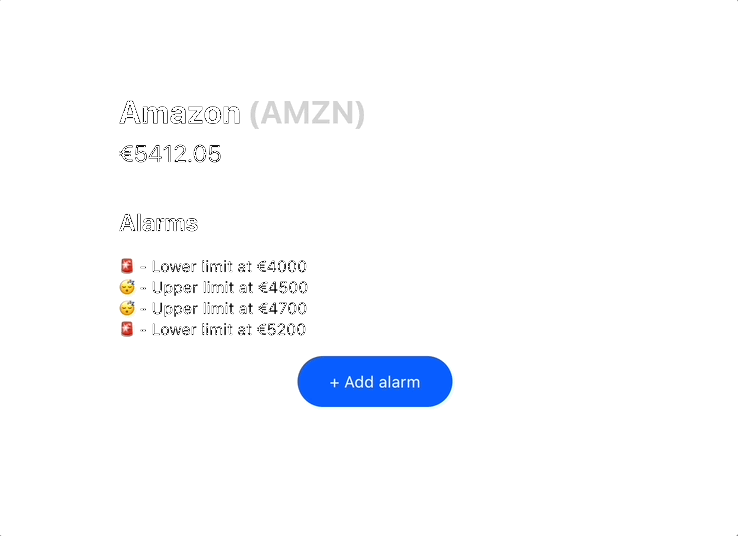 Amazon (AMZN)
€5412.05
Alarms
🚨 - Lower limit at €4000
😴 - Upper limit at €4500
😴 - Upper limit at €4700
🚨 - Lower limit at €5200
+ Add alarm